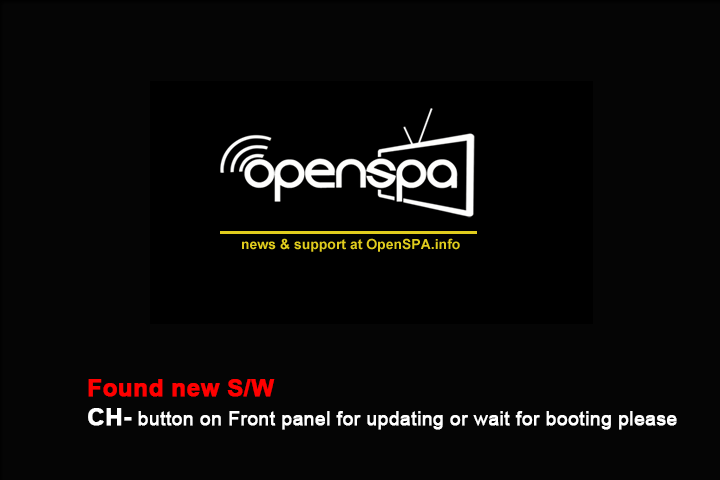 openspa
news & support at OpenSPA.info
Found new S/W
CH- button on Front panel for updating or wait for booting please